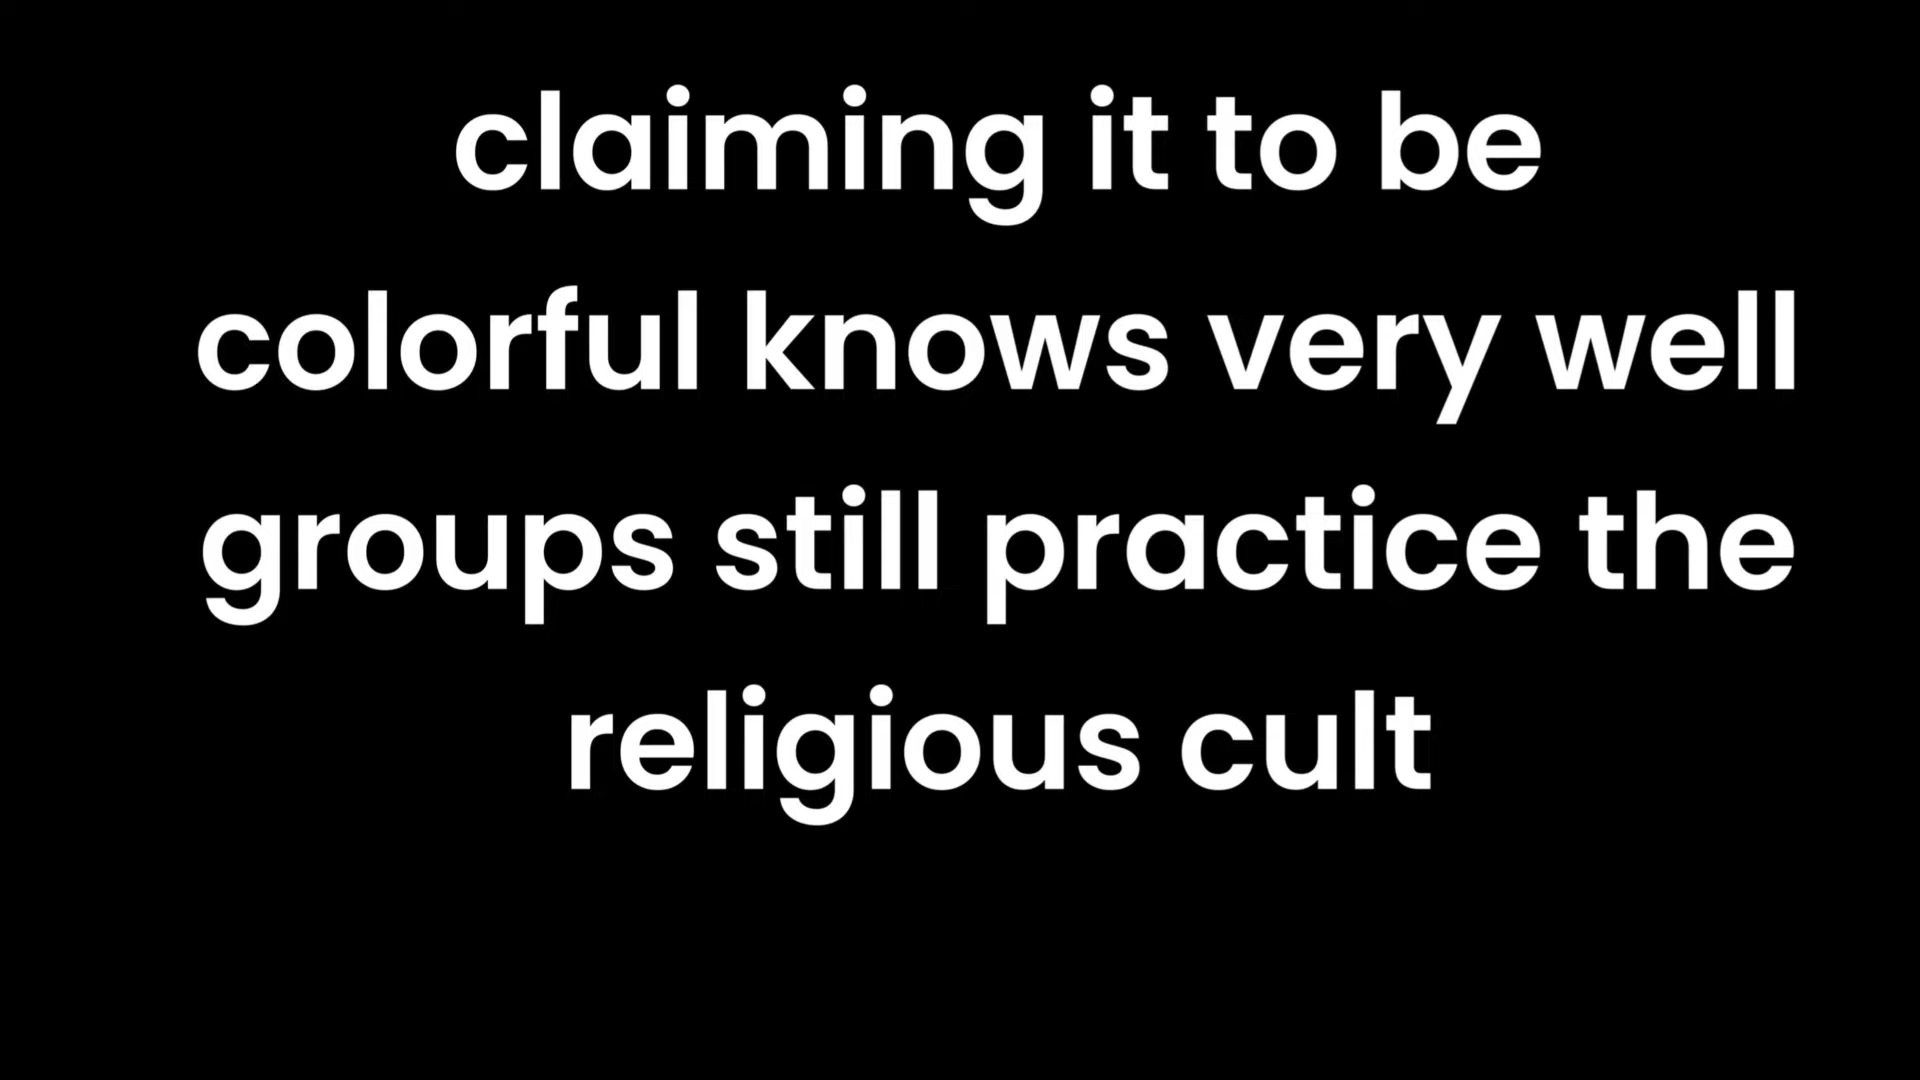 claiming it to be
colorful knows very well
groups still practice the
religious cult